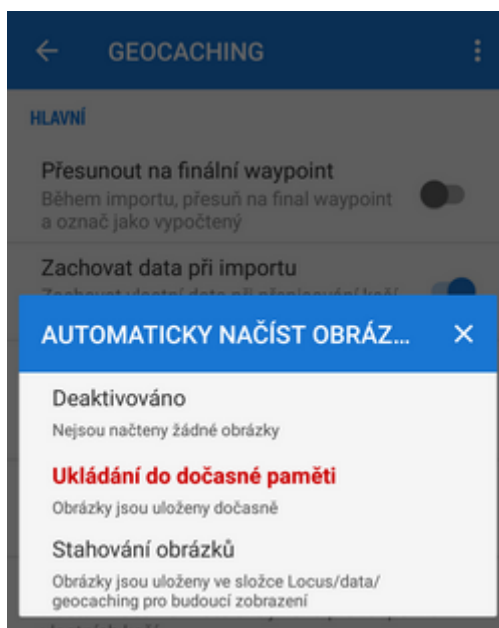 GEOCACHING
HLAVNÍ
Přesunout na finální waypoint
Během importu, přesuň na final waypoint
a označ jako vypočtený
Zachovat data při importu
AUTOMATICKY NAČÍST OBRÁZ...
Deaktivováno
Nejsou načteny žádné obrázky
Ukládání do dočasné paměti
Obrázky jsou uloženy dočasně
Stahování obrázků
Obrázky jsou uloženy ve složce Locus/data/
geocaching pro budoucí zobrazení